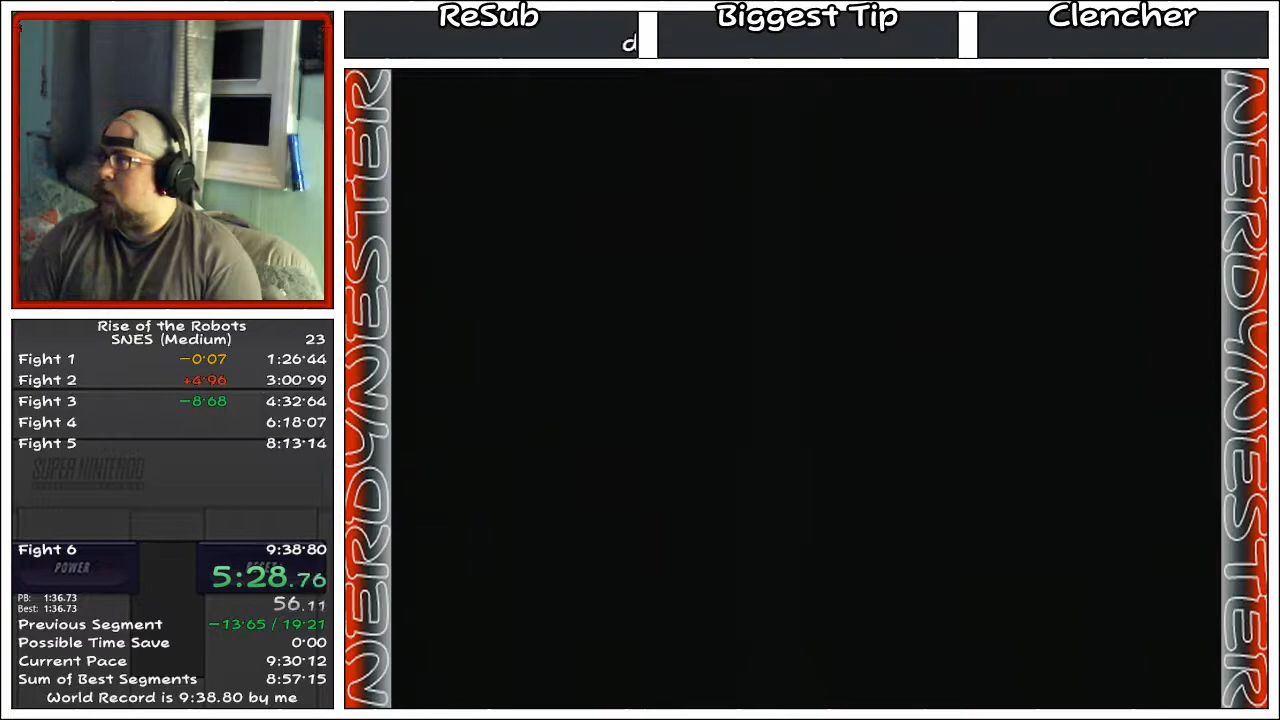 ReSub
Biggest Tip
Clencher
d
NERDYNESTER
NERDYNESTER
Rise of the Robots
SNES (Medium)
23
Fight 1 -0.07 1:26.44
Fight 2 +4.96 3:00.99
Fight 3 -8.68 4:32.64
Fight 4 6:18.07
Fight 5 8:13.14
SUPER NINTENDO
Fight 6 9:38.80
POWER
5:28.76
PB: 1:36.73
56.11
Best: 1:36.73
Previous Segment -13.65 / 19.21
Possible Time Save 0.00
Current Pace 9:30.12
Sum of Best Segments 8:57.15
World Record is 9:38.80 by me